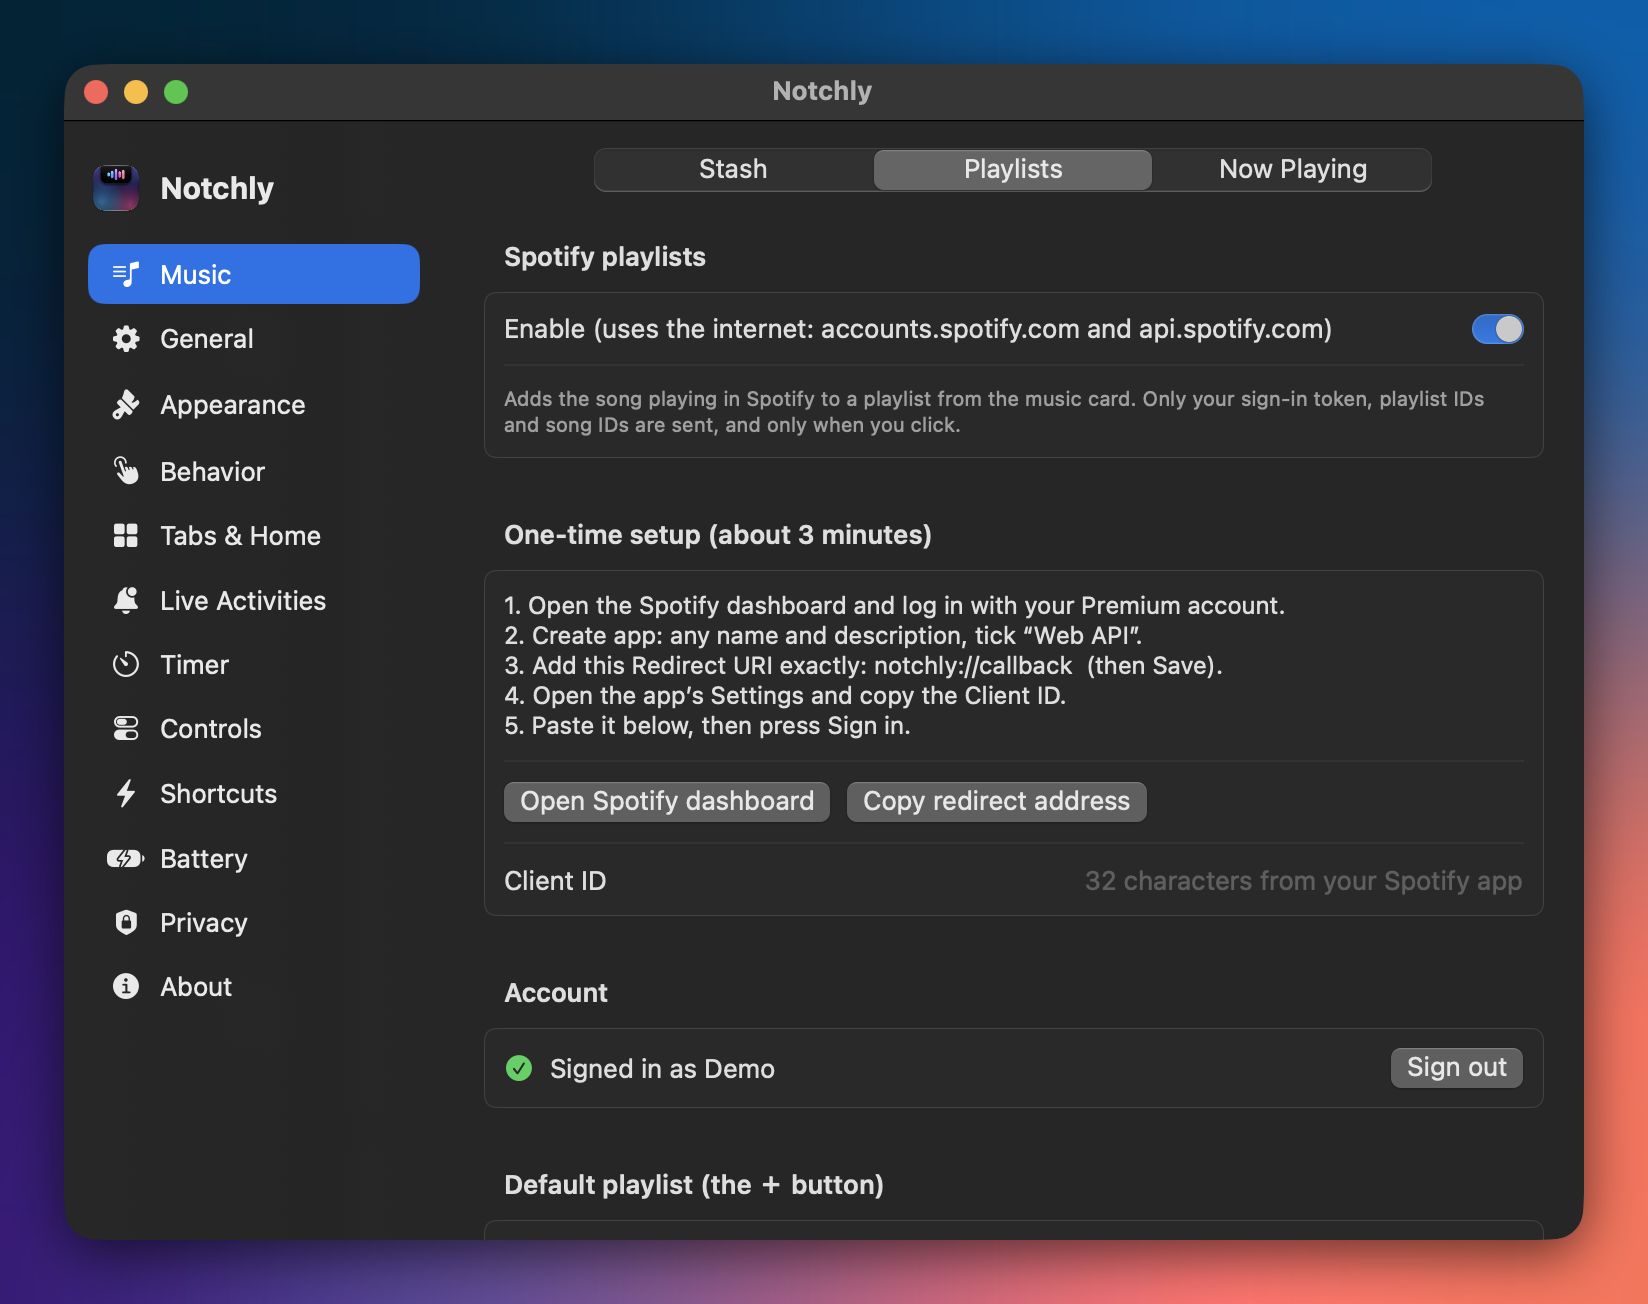 Notchly
Notchly
Music
General
Appearance
Behavior
Tabs & Home
Live Activities
Timer
Controls
Shortcuts
Battery
Privacy
About
Stash
Playlists
Now Playing
Spotify playlists
Enable (uses the internet: accounts.spotify.com and api.spotify.com)
Adds the song playing in Spotify to a playlist from the music card. Only your sign-in token, playlist IDs
and song IDs are sent, and only when you click.
One-time setup (about 3 minutes)
1. Open the Spotify dashboard and log in with your Premium account.
2. Create app: any name and description, tick “Web API”.
3. Add this Redirect URI exactly: notchly://callback  (then Save).
4. Open the app’s Settings and copy the Client ID.
5. Paste it below, then press Sign in.
Open Spotify dashboard
Copy redirect address
Client ID
32 characters from your Spotify app
Account
Signed in as Demo
Sign out
Default playlist (the + button)